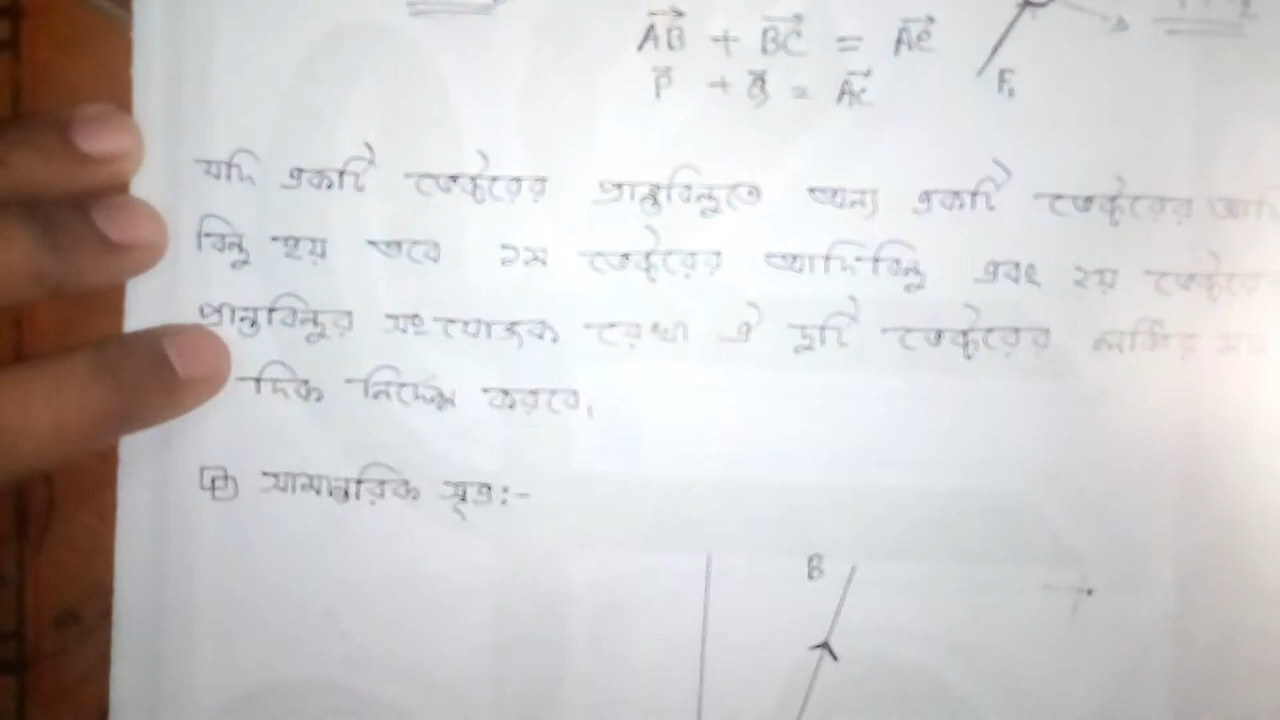 AB + BC = AC
P + Q = AC
F₁
যদি একটি ভেক্টরের প্রান্তবিন্দুতে অন্য একটি ভেক্টরের আদি
বিন্দু হয় তবে ১ম ভেক্টরের আদিবিন্দু এবং ২য় ভেক্টরের
প্রান্তবিন্দুর সংযোজক রেখা ঐ দুটি ভেক্টরের লব্ধির
দিক নির্দেশ করবে।
সামান্তরিক সূত্র:-
B